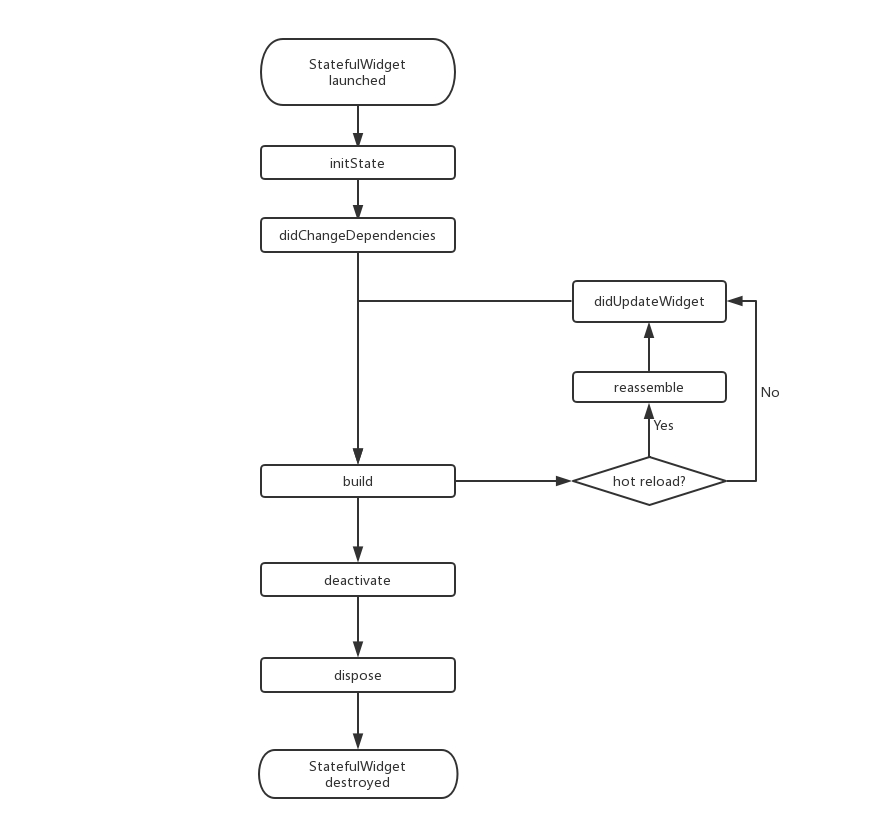 StatefulWidget
launched
initState
didChangeDependencies
didUpdateWidget
reassemble
No
Yes
build
hot reload?
deactivate
dispose
StatefulWidget
destroyed